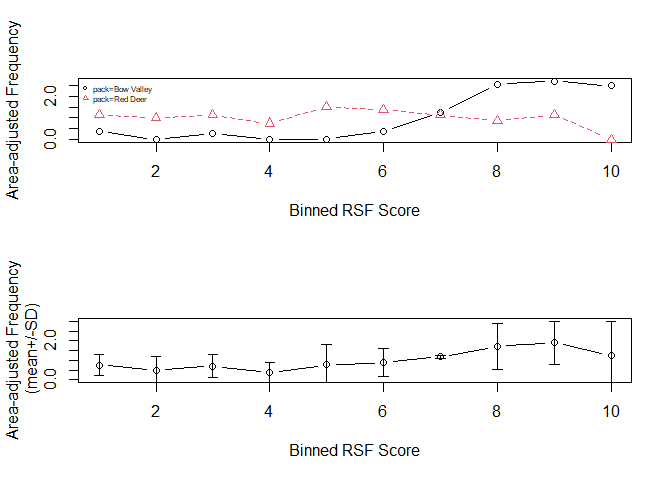 Area-adjusted Frequency
2.0
0.0
pack=Bow Valley
pack=Red Deer
2 4 6 8 10
Binned RSF Score
Area-adjusted Frequency
(mean+/-SD)
2.0
0.0
2 4 6 8 10
Binned RSF Score